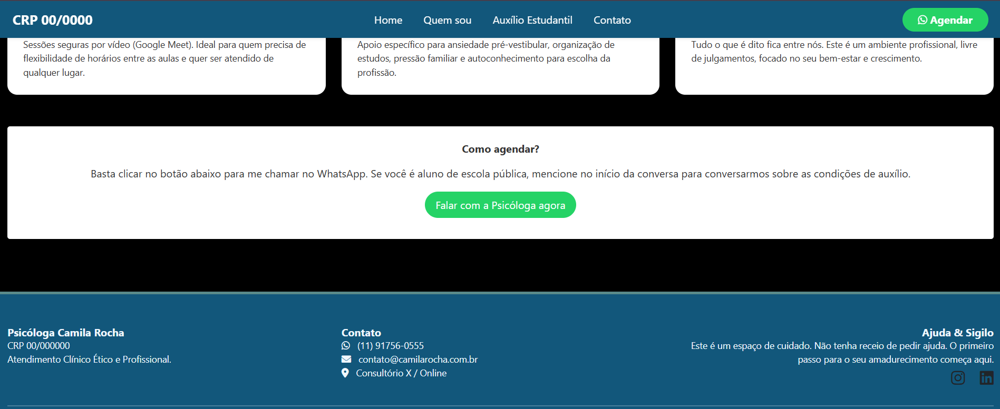 CRP 00/0000
Home
Quem sou
Auxílio Estudantil
Contato
Agendar
Sessões seguras por vídeo (Google Meet). Ideal para quem precisa de
flexibilidade de horários entre as aulas e quer ser atendido de
qualquer lugar.
Apoio específico para ansiedade pré-vestibular, organização de
estudos, pressão familiar e autoconhecimento para escolha da
profissão.
Tudo o que é dito fica entre nós. Este é um ambiente profissional, livre
de julgamentos, focado no seu bem-estar e crescimento.
Como agendar?
Basta clicar no botão abaixo para me chamar no WhatsApp. Se você é aluno de escola pública, mencione no início da conversa para conversarmos sobre as condições de auxílio.
Falar com a Psicóloga agora
Psicóloga Camila Rocha
CRP 00/000000
Atendimento Clínico Ético e Profissional.
Contato
(11) 91756-0555
contato@camilarocha.com.br
Consultório X / Online
Ajuda & Sigilo
Este é um espaço de cuidado. Não tenha receio de pedir ajuda. O primeiro
passo para o seu amadurecimento começa aqui.